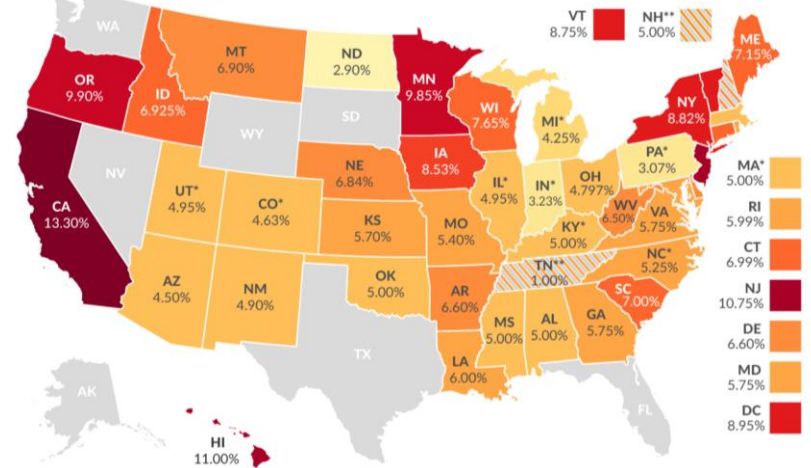 WA
VT
8.75%
NH**
5.00%
ME
7.15%
MT
6.90%
ND
2.90%
MN
9.85%
OR
9.90%
ID
6.925%
WI
7.65%
NY
8.82%
MI*
4.25%
SD
WY
IA
8.53%
PA*
3.07%
NE
6.84%
NV
IL*
4.95%
IN*
3.23%
OH
4.797%
MA*
5.00%
UT*
4.95%
CO*
4.63%
CA
13.30%
KS
5.70%
MO
5.40%
WV
6.50%
VA
5.75%
RI
5.99%
KY*
5.00%
NC*
5.25%
CT
6.99%
TN**
1.00%
AZ
4.50%
NM
4.90%
OK
5.00%
AR
6.60%
SC
7.00%
NJ
10.75%
MS
5.00%
AL
5.00%
GA
5.75%
DE
6.60%
TX
LA
6.00%
MD
5.75%
AK
FL
DC
8.95%
HI
11.00%